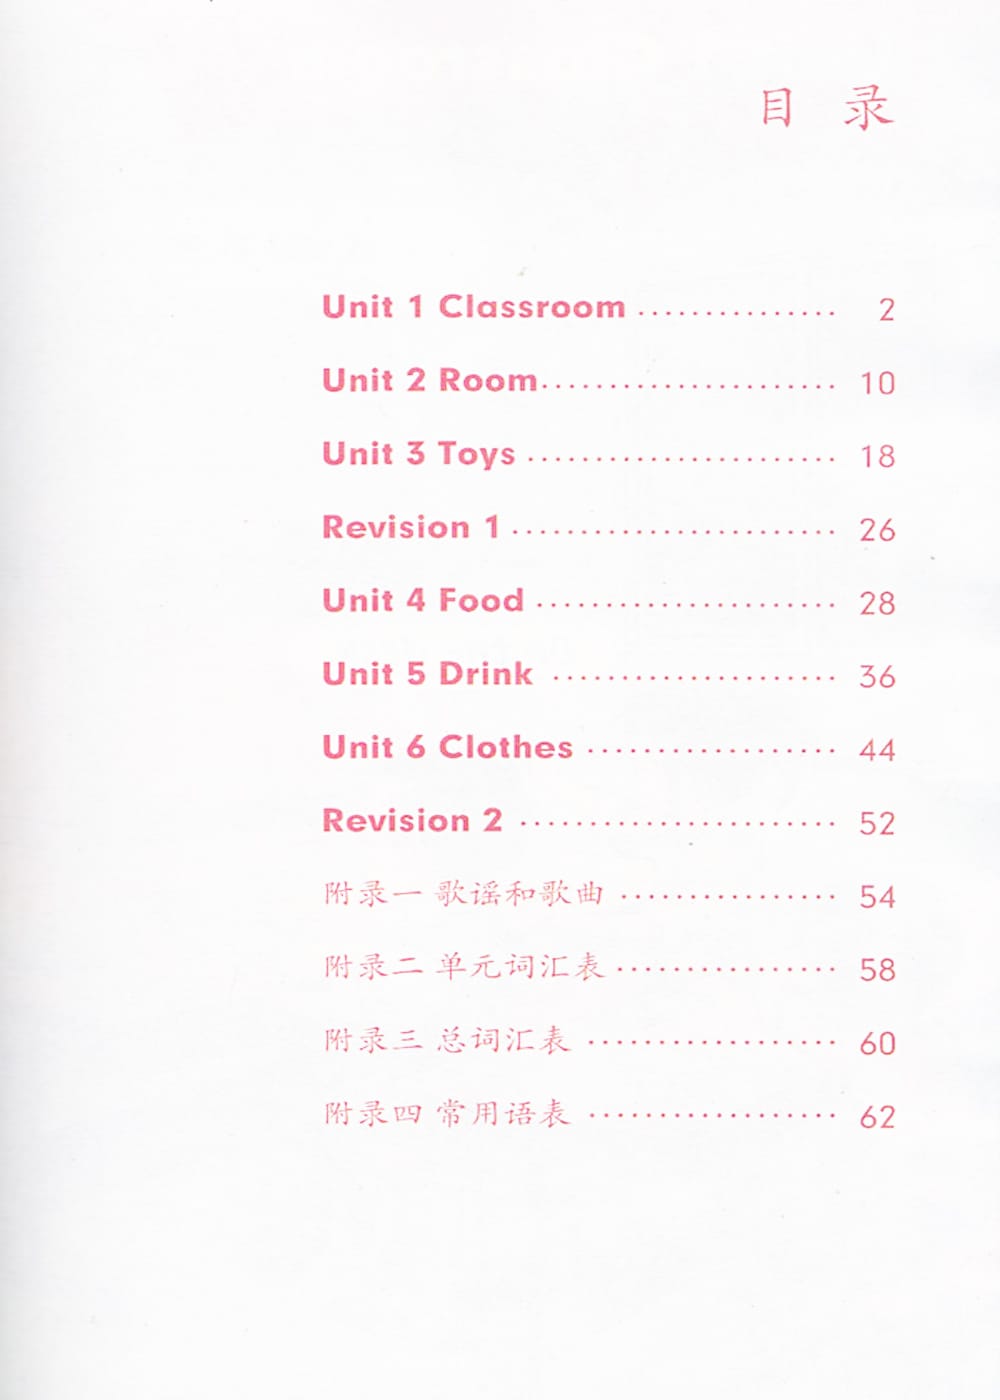 目 录
Unit 1 Classroom ............... 2
Unit 2 Room...................... 10
Unit 3 Toys ....................... 18
Revision 1 ........................ 26
Unit 4 Food ....................... 28
Unit 5 Drink ..................... 36
Unit 6 Clothes ................... 44
Revision 2 ........................ 52
附录一 歌谣和歌曲 ................ 54
附录二 单元词汇表 ................. 58
附录三 总词汇表 ................... 60
附录四 常用语表 ................... 62